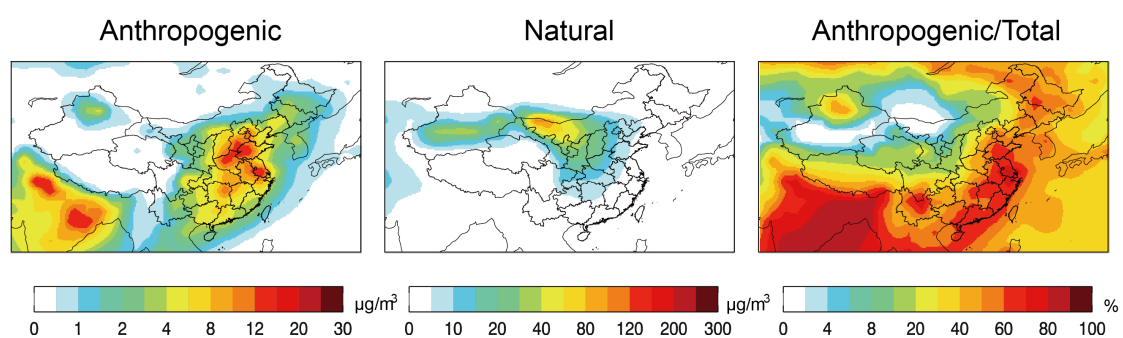 Anthropogenic Natural Anthropogenic/Total
0 1 2 4 8 12 20 30 µg/m³
0 10 20 40 80 120 200 300 µg/m³
0 4 8 20 40 60 80 100 %